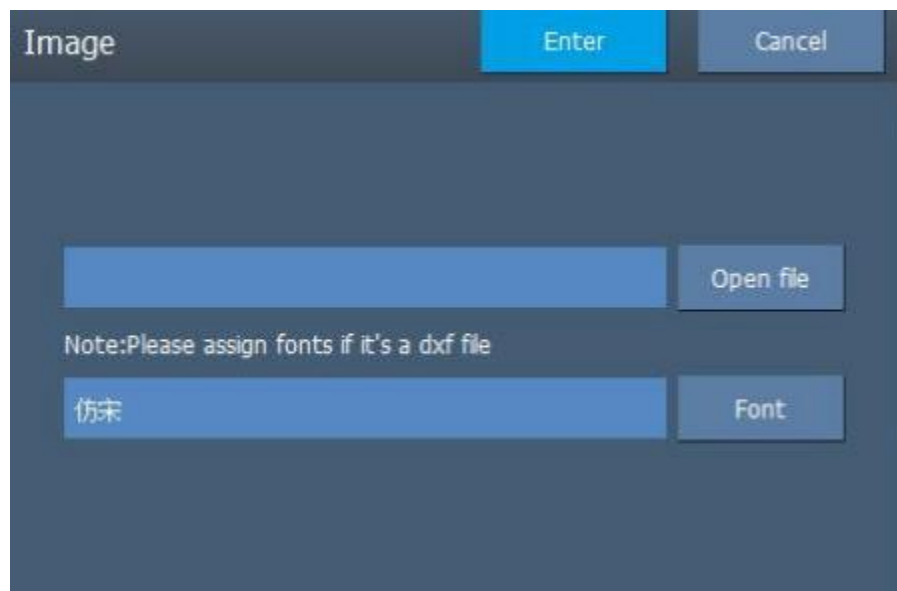 Image Enter Cancel
Open file
Note:Please assign fonts if it's a dxf file
仿宋 Font